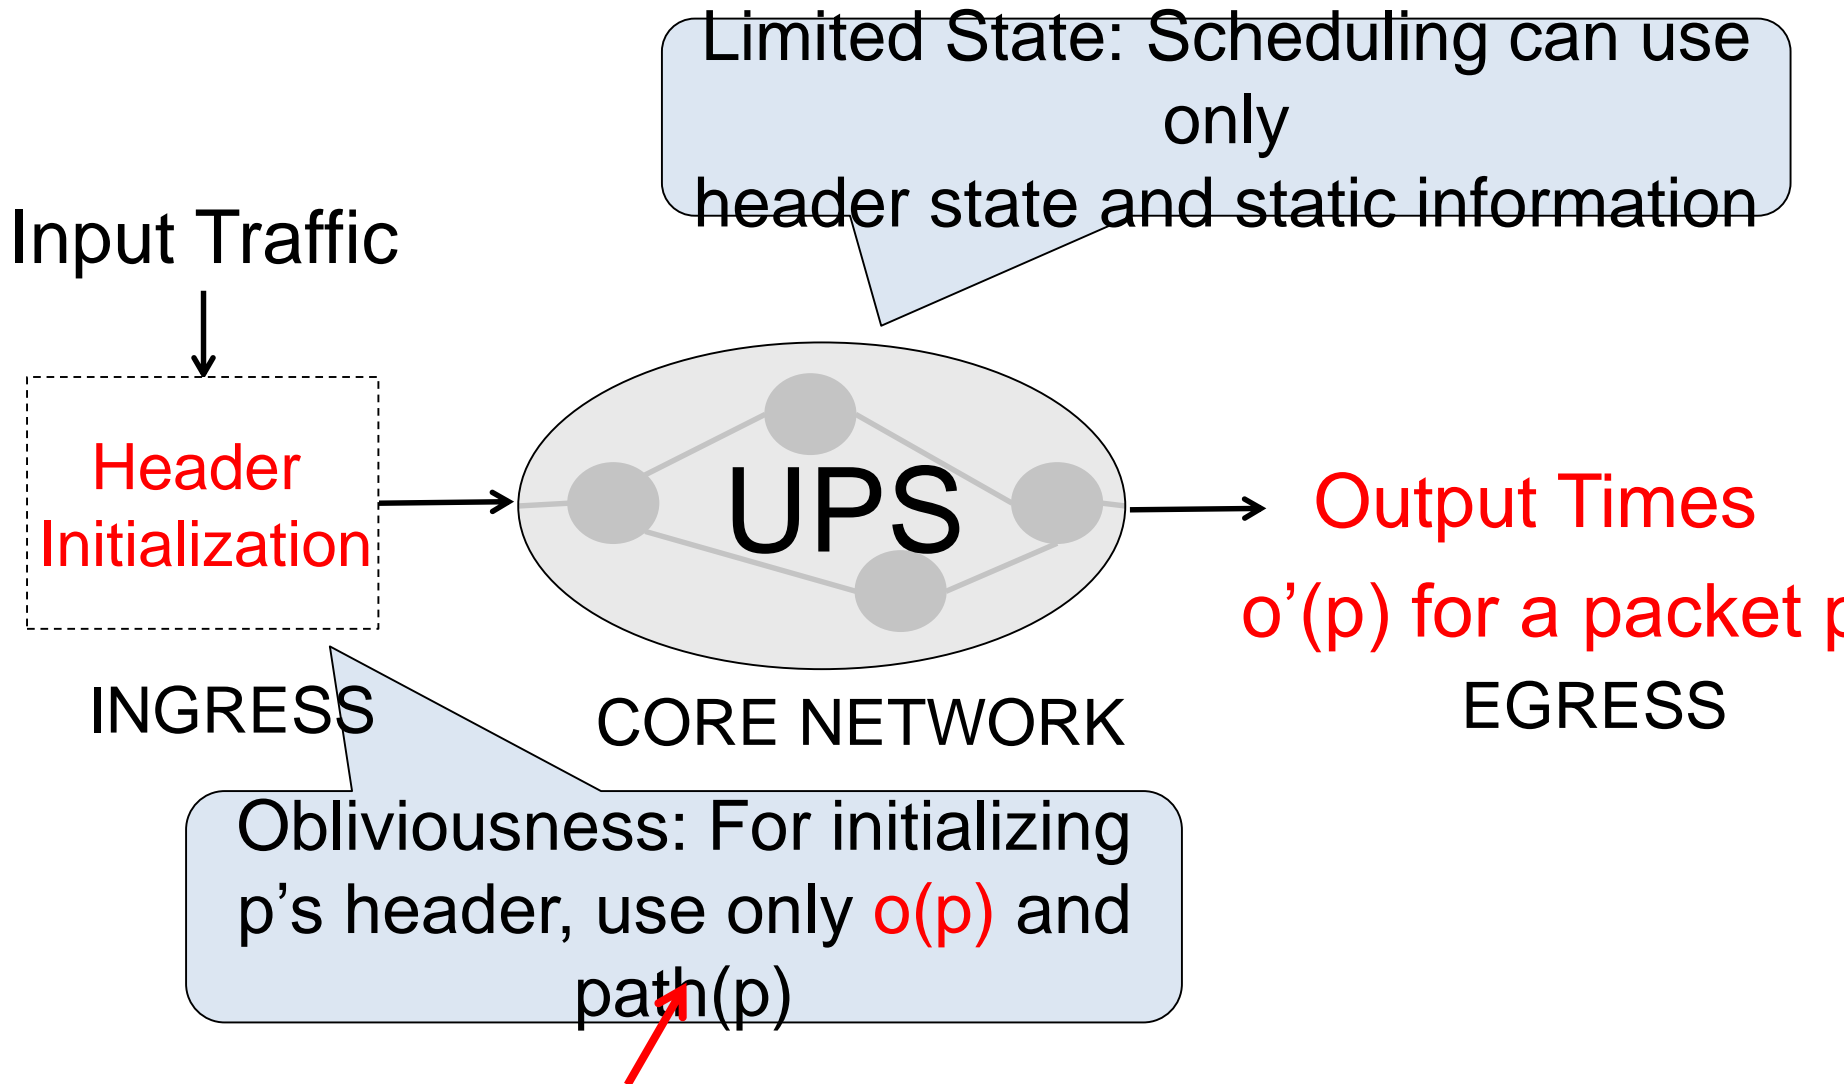 Limited State: Scheduling can use
only
header state and static information
Input Traffic
Header
Initialization
UPS
Output Times
o’(p) for a packet p
INGRESS
CORE NETWORK
EGRESS
Obliviousness: For initializing
p’s header, use only o(p) and
path(p)